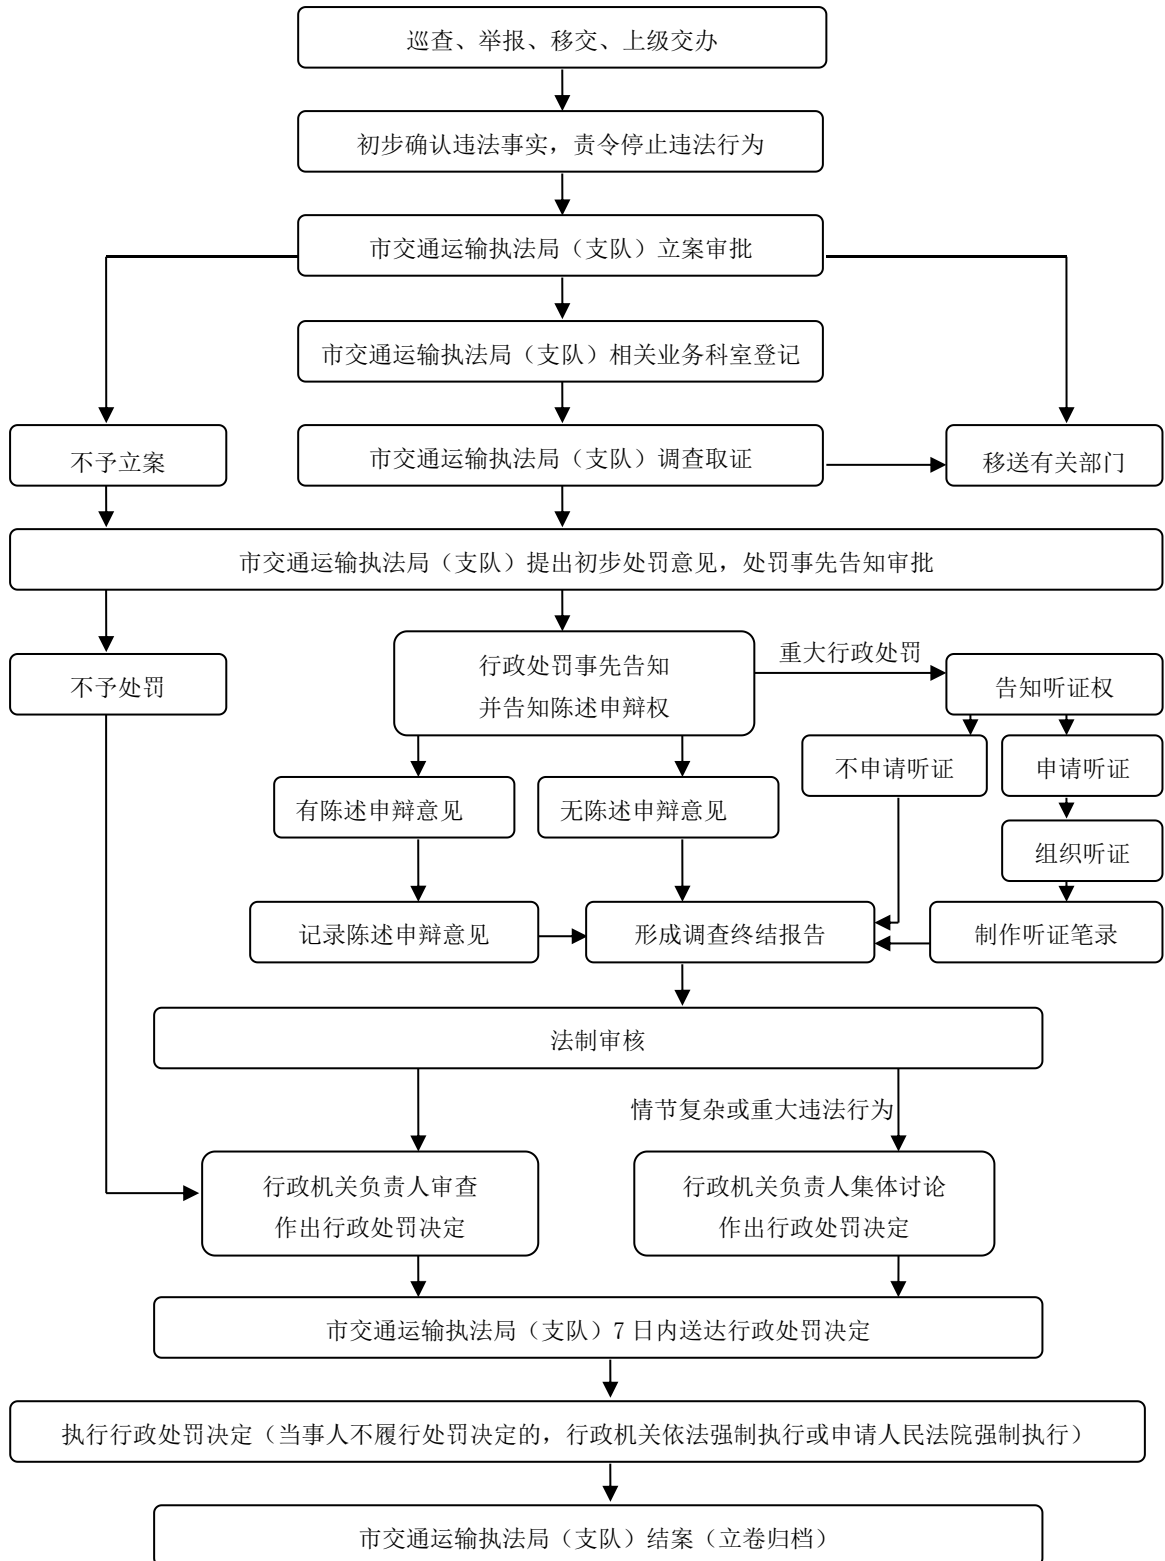 巡查、举报、移交、上级交办
初步确认违法事实，责令停止违法行为
市交通运输执法局（支队）立案审批
市交通运输执法局（支队）相关业务科室登记
不予立案
市交通运输执法局（支队）调查取证
移送有关部门
市交通运输执法局（支队）提出初步处罚意见，处罚事先告知审批
不予处罚
行政处罚事先告知
并告知陈述申辩权
重大行政处罚
告知听证权
不申请听证
申请听证
有陈述申辩意见
无陈述申辩意见
组织听证
记录陈述申辩意见
形成调查终结报告
制作听证笔录
法制审核
情节复杂或重大违法行为
行政机关负责人审查
作出行政处罚决定
行政机关负责人集体讨论
作出行政处罚决定
市交通运输执法局（支队）7 日内送达行政处罚决定
执行行政处罚决定（当事人不履行处罚决定的，行政机关依法强制执行或申请人民法院强制执行）
市交通运输执法局（支队）结案（立卷归档）